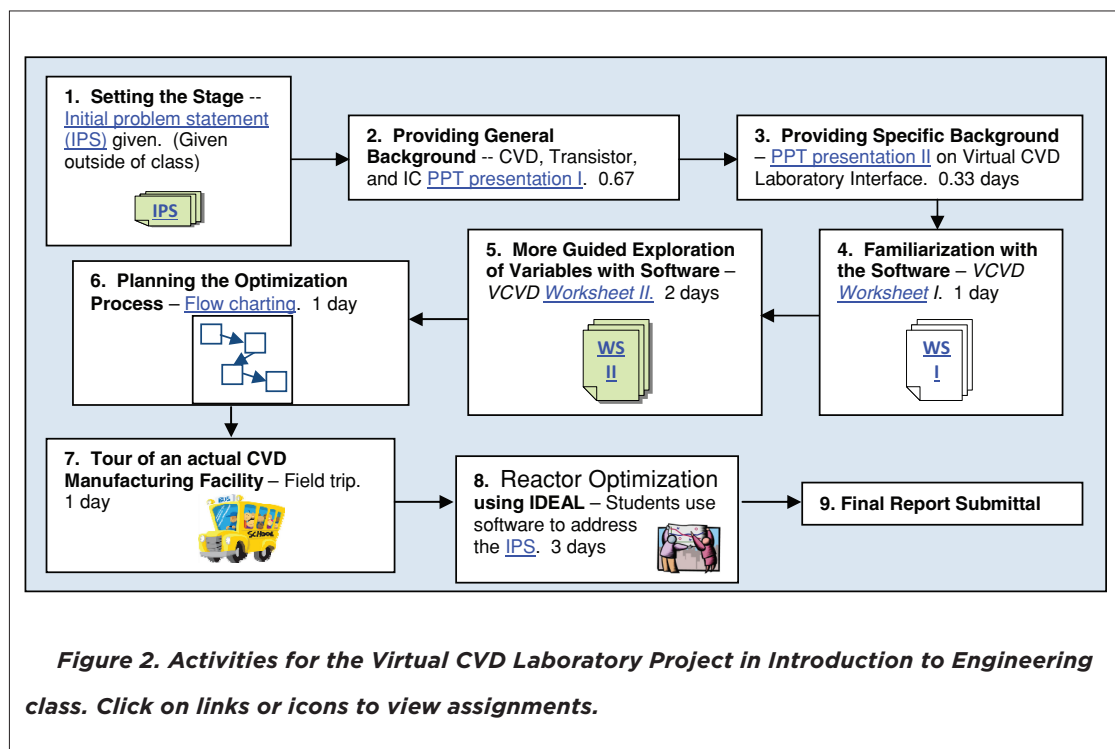 1. Setting the Stage --
Initial problem statement
(IPS) given. (Given
outside of class)
IPS
2. Providing General
Background -- CVD, Transistor,
and IC PPT presentation I. 0.67
3. Providing Specific Background
– PPT presentation II on Virtual CVD
Laboratory Interface. 0.33 days
4. Familiarization with
the Software – VCVD
Worksheet I. 1 day
WS
I
5. More Guided Exploration
of Variables with Software –
VCVD Worksheet II. 2 days
WS
II
6. Planning the Optimization
Process – Flow charting. 1 day
7. Tour of an actual CVD
Manufacturing Facility – Field trip.
1 day
SCHOOL
8. Reactor Optimization
using IDEAL – Students use
software to address
the IPS. 3 days
9. Final Report Submittal
Figure 2. Activities for the Virtual CVD Laboratory Project in Introduction to Engineering
class. Click on links or icons to view assignments.